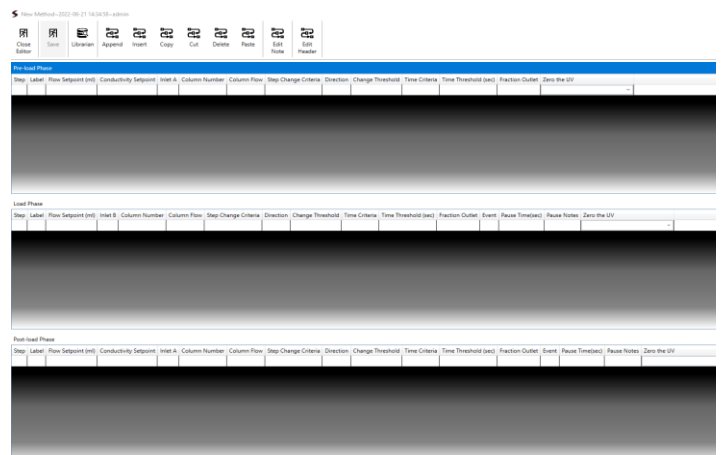 New Method--2022-06-21 14:34:59--admin
Close Editor Save Librarian Append Insert Copy Cut Delete Paste Edit Note Edit Header
Pre-load Phase
Step Label Flow Setpoint (ml) Conductivity Setpoint Inlet A Column Number Column Flow Step Change Criteria Direction Change Threshold Time Criteria Time Threshold (sec) Fraction Outlet Zero the UV
Load Phase
Step Label Flow Setpoint (ml) Inlet B Column Number Column Flow Step Change Criteria Direction Change Threshold Time Criteria Time Threshold (sec) Fraction Outlet Event Pause Time(sec) Pause Notes Zero the UV
Post-load Phase
Step Label Flow Setpoint (ml) Conductivity Setpoint Inlet A Column Number Column Flow Step Change Criteria Direction Change Threshold Time Criteria Time Threshold (sec) Fraction Outlet Event Pause Time(sec) Pause Notes Zero the UV